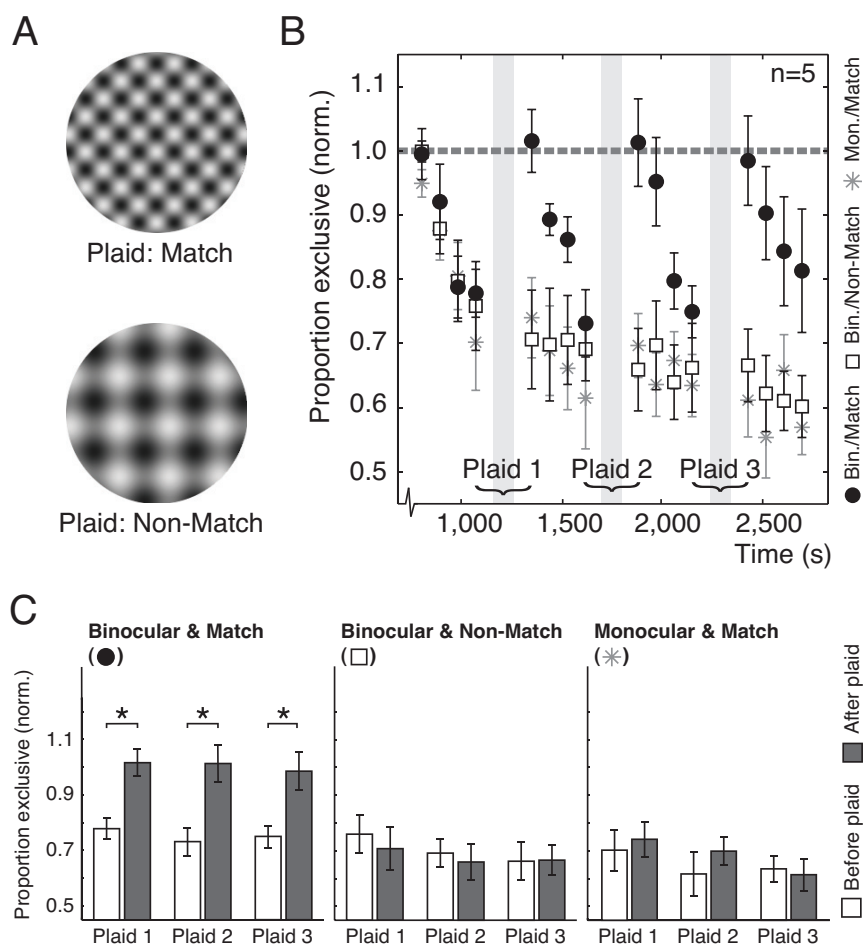 A
Plaid: Match
Plaid: Non-Match
B
Proportion exclusive (norm.)
1.1
1.0
0.9
0.8
0.7
0.6
0.5
n=5
Plaid 1 Plaid 2 Plaid 3
1,000 1,500 2,000 2,500
Time (s)
Bin./Match Bin./Non-Match Mon./Match
C
Binocular & Match
( )
Binocular & Non-Match
( )
Monocular & Match
( )
Proportion exclusive (norm.)
1.1
0.9
0.7
0.5
* * *
Plaid 1 Plaid 2 Plaid 3
Plaid 1 Plaid 2 Plaid 3
Plaid 1 Plaid 2 Plaid 3
Before plaid After plaid